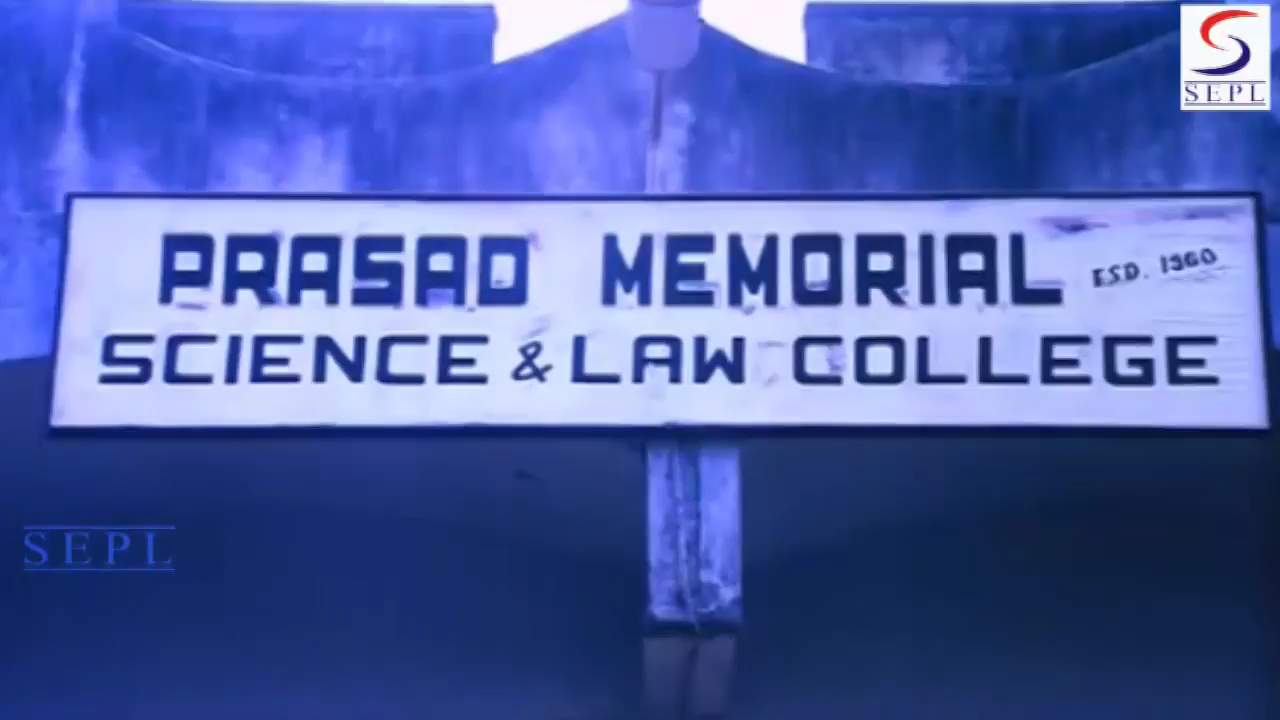 SEPL
PRASAD MEMORIAL ESD. 1960
SCIENCE & LAW COLLEGE
SEPL